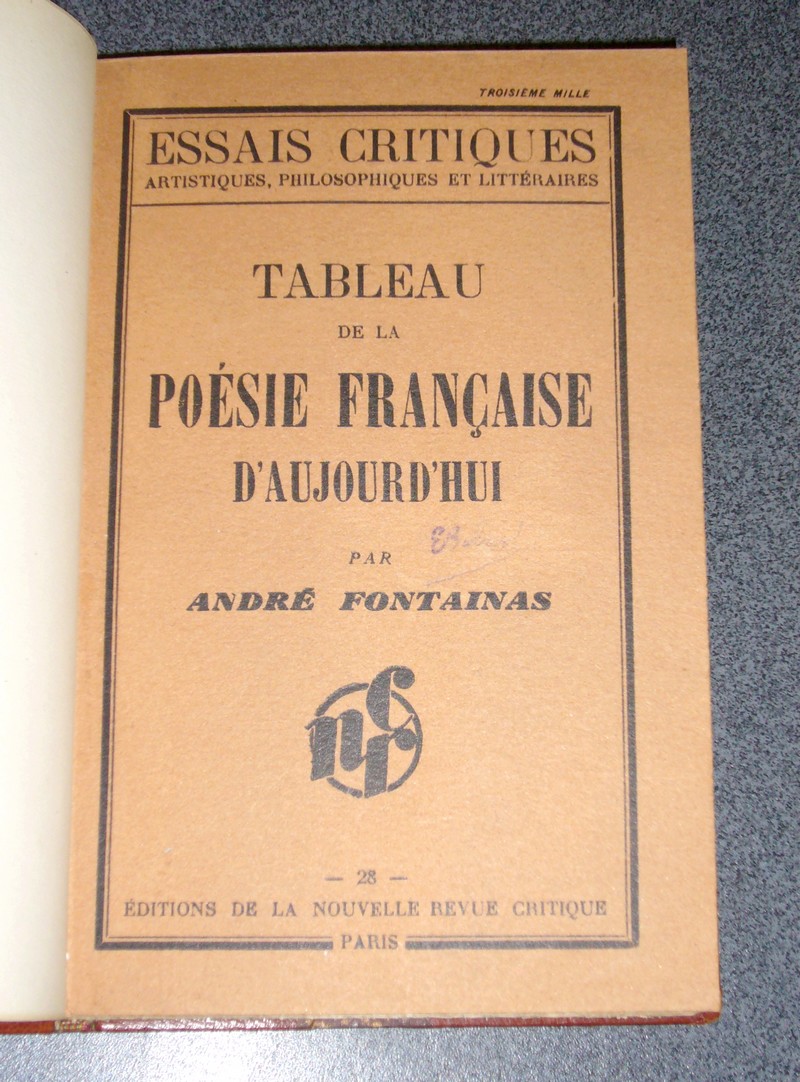 TROISIÈME MILLE
ESSAIS CRITIQUES
ARTISTIQUES, PHILOSOPHIQUES ET LITTÉRAIRES
TABLEAU
DE LA
POÉSIE FRANÇAISE
D'AUJOURD'HUI
PAR
ANDRÉ FONTAINAS
nrc
— 28 —
ÉDITIONS DE LA NOUVELLE REVUE CRITIQUE
PARIS